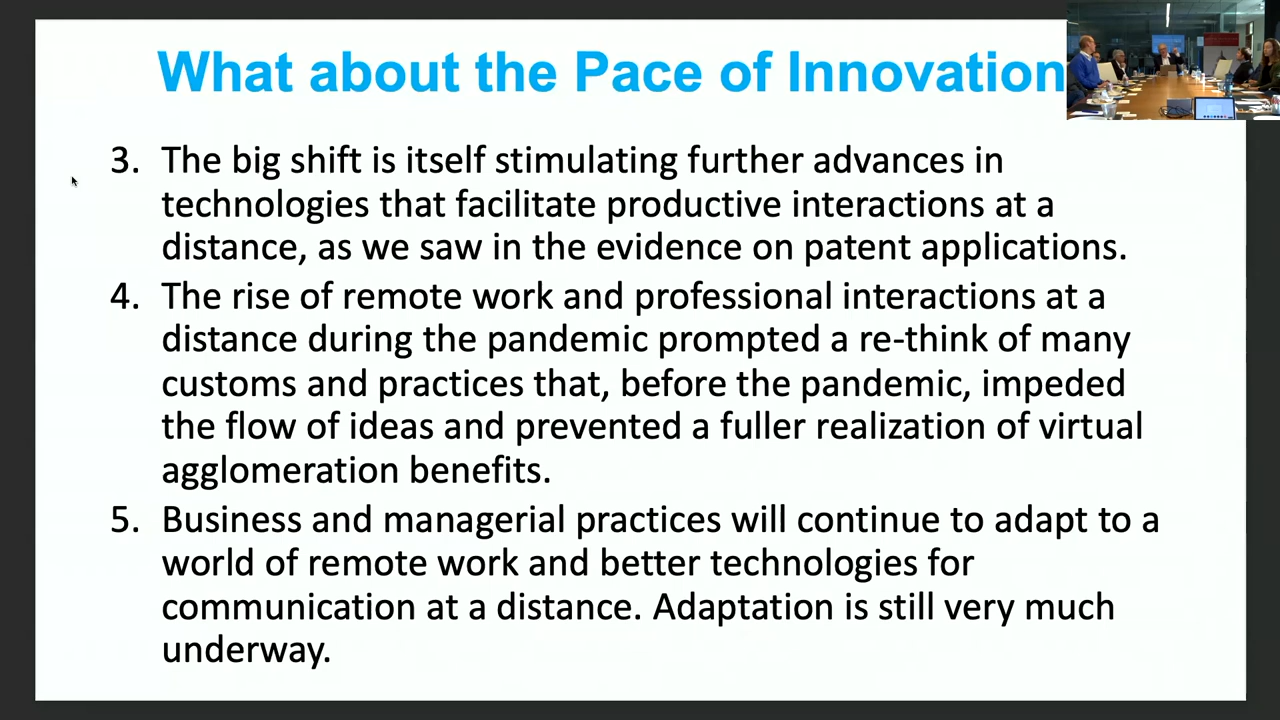 What about the Pace of Innovation
3. The big shift is itself stimulating further advances in
technologies that facilitate productive interactions at a
distance, as we saw in the evidence on patent applications.
4. The rise of remote work and professional interactions at a
distance during the pandemic prompted a re-think of many
customs and practices that, before the pandemic, impeded
the flow of ideas and prevented a fuller realization of virtual
agglomeration benefits.
5. Business and managerial practices will continue to adapt to a
world of remote work and better technologies for
communication at a distance. Adaptation is still very much
underway.